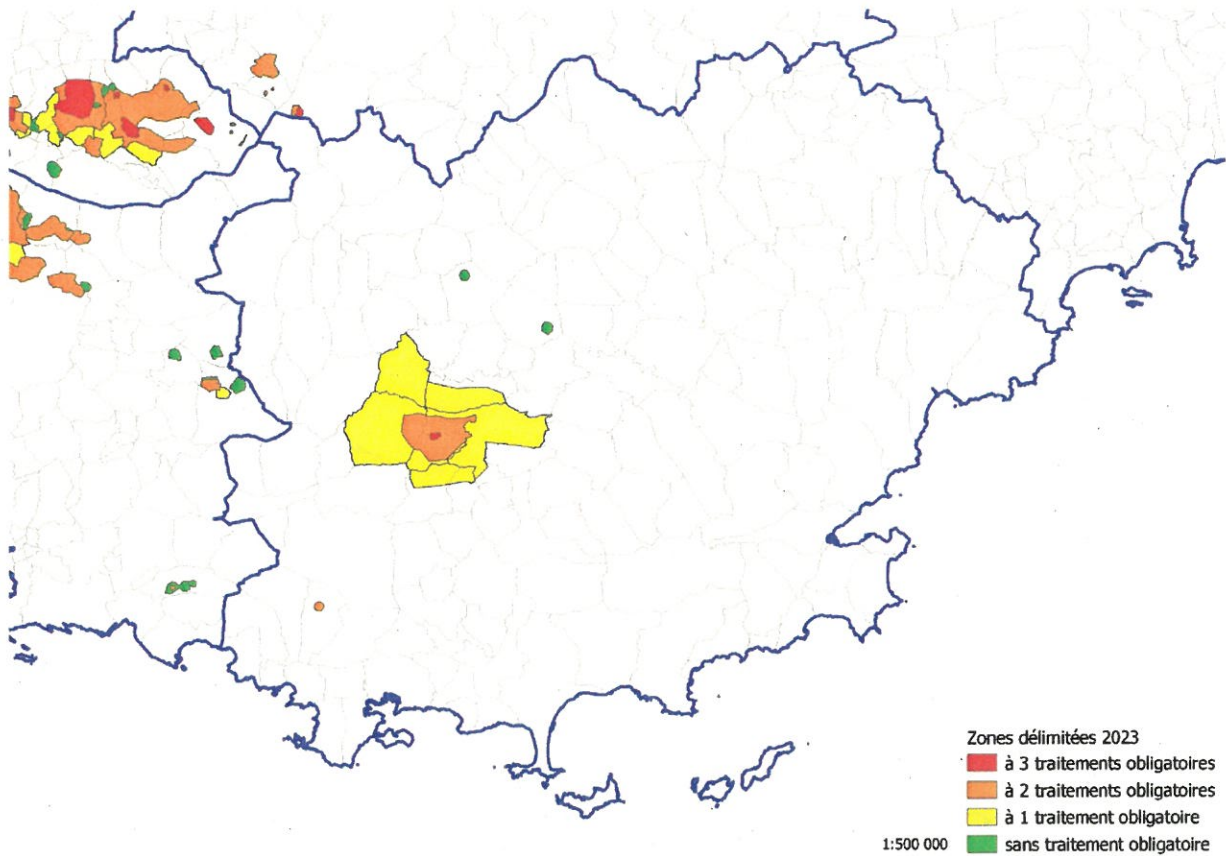 Zones délimitées 2023
à 3 traitements obligatoires
à 2 traitements obligatoires
à 1 traitement obligatoire
sans traitement obligatoire
1:500 000